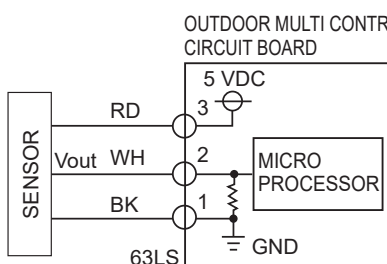 OUTDOOR MULTI CONTR
CIRCUIT BOARD
5 VDC
RD
3
SENSOR
Vout WH
2
MICRO
PROCESSOR
BK
1
GND
63LS